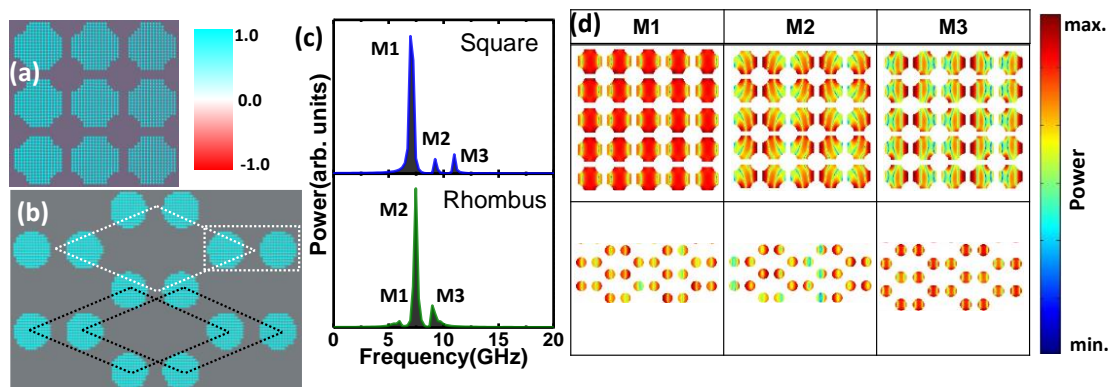 (a)
1.0
0.0
-1.0
(b)
(c)
Power(arb. units)
Square
M1
M2
M3
Rhombus
M2
M1
M3
0
5
10
15
20
Frequency(GHz)
(d)
M1
M2
M3
max.
Power
min.